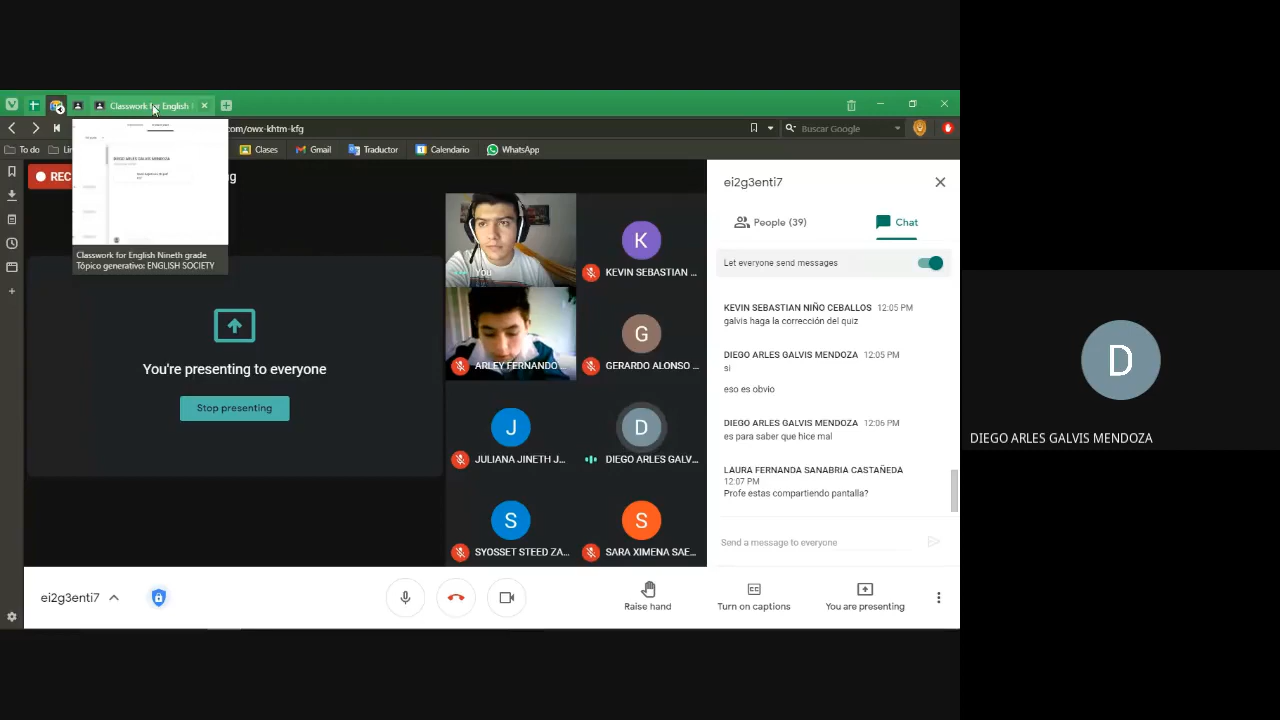 Classwork for English
com/owx-khtm-kfg
Buscar Google
To do
Clases
Gmail
Traductor
Calendario
WhatsApp
REC
DIEGO ARLES GALVIS MENDOZA
Classwork for English Nineth grade
Tópico generativo: ENGLISH SOCIETY
You're presenting to everyone
Stop presenting
You
KEVIN SEBASTIAN ...
ARLEY FERNANDO ...
GERARDO ALONSO ...
JULIANA JINETH J...
DIEGO ARLES GALV...
SYOSSET STEED ZA...
SARA XIMENA SAE...
ei2g3enti7
People (39)
Chat
Let everyone send messages
KEVIN SEBASTIAN NIÑO CEBALLOS 12:05 PM
galvis haga la corrección del quiz
DIEGO ARLES GALVIS MENDOZA 12:05 PM
si
eso es obvio
DIEGO ARLES GALVIS MENDOZA 12:06 PM
es para saber que hice mal
LAURA FERNANDA SANABRIA CASTAÑEDA
12:07 PM
Profe estas compartiendo pantalla?
Send a message to everyone
ei2g3enti7
Raise hand
Turn on captions
You are presenting
D
DIEGO ARLES GALVIS MENDOZA